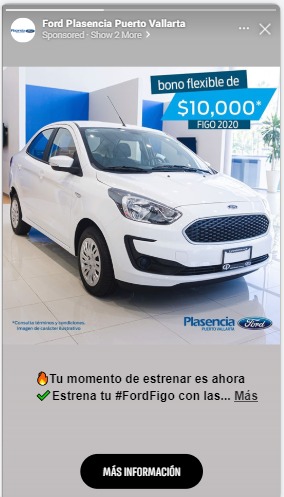 Ford Plasencia Puerto Vallarta
Sponsored · Show 2 More >
bono flexible de
$10,000*
FIGO 2020
*Consulta términos y condiciones.
Imagen de carácter ilustrativo
Plasencia Ford
PUERTO VALLARTA
🔥Tu momento de estrenar es ahora
✔Estrena tu #FordFigo con las... Más
MÁS INFORMACIÓN